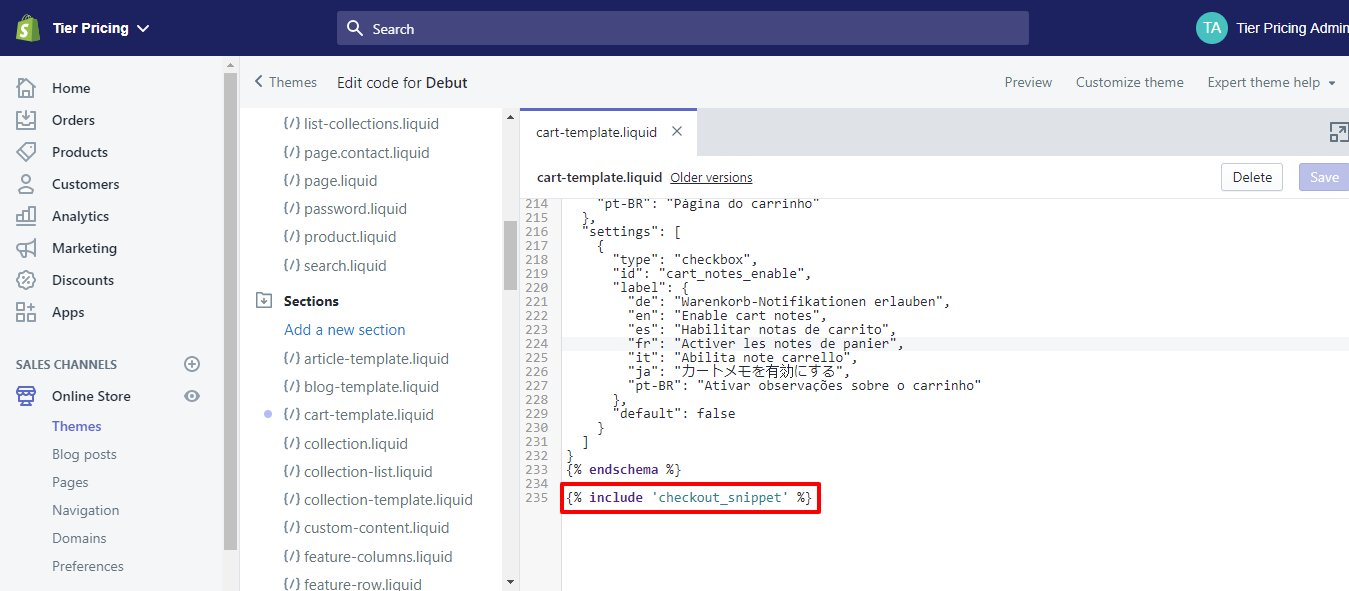 Tier Pricing
Search
TA
Tier Pricing Admin
Home
Orders
Products
Customers
Analytics
Marketing
Discounts
Apps
SALES CHANNELS
Online Store
Themes
Blog posts
Pages
Navigation
Domains
Preferences
Themes
Edit code for Debut
Preview
Customize theme
Expert theme help
{/} list-collections.liquid
{/} page.contact.liquid
{/} page.liquid
{/} password.liquid
{/} product.liquid
{/} search.liquid
Sections
Add a new section
{/} article-template.liquid
{/} blog-template.liquid
{/} cart-template.liquid
{/} collection.liquid
{/} collection-list.liquid
{/} collection-template.liquid
{/} custom-content.liquid
{/} feature-columns.liquid
{/} feature-row.liquid
cart-template.liquid
cart-template.liquid Older versions
Delete
Save
214 "pt-BR": "Página do carrinho"
215 },
216 "settings": [
217 {
218 "type": "checkbox",
219 "id": "cart_notes_enable",
220 "label": {
221 "de": "Warenkorb-Notifikationen erlauben",
222 "en": "Enable cart notes",
223 "es": "Habilitar notas de carrito",
224 "fr": "Activer les notes de panier",
225 "it": "Abilita note carrello",
226 "ja": "カートメモを有効にする",
227 "pt-BR": "Ativar observações sobre o carrinho"
228 },
229 "default": false
230 }
231 ]
232 }
233 {% endschema %}
234
235 {% include 'checkout_snippet' %}